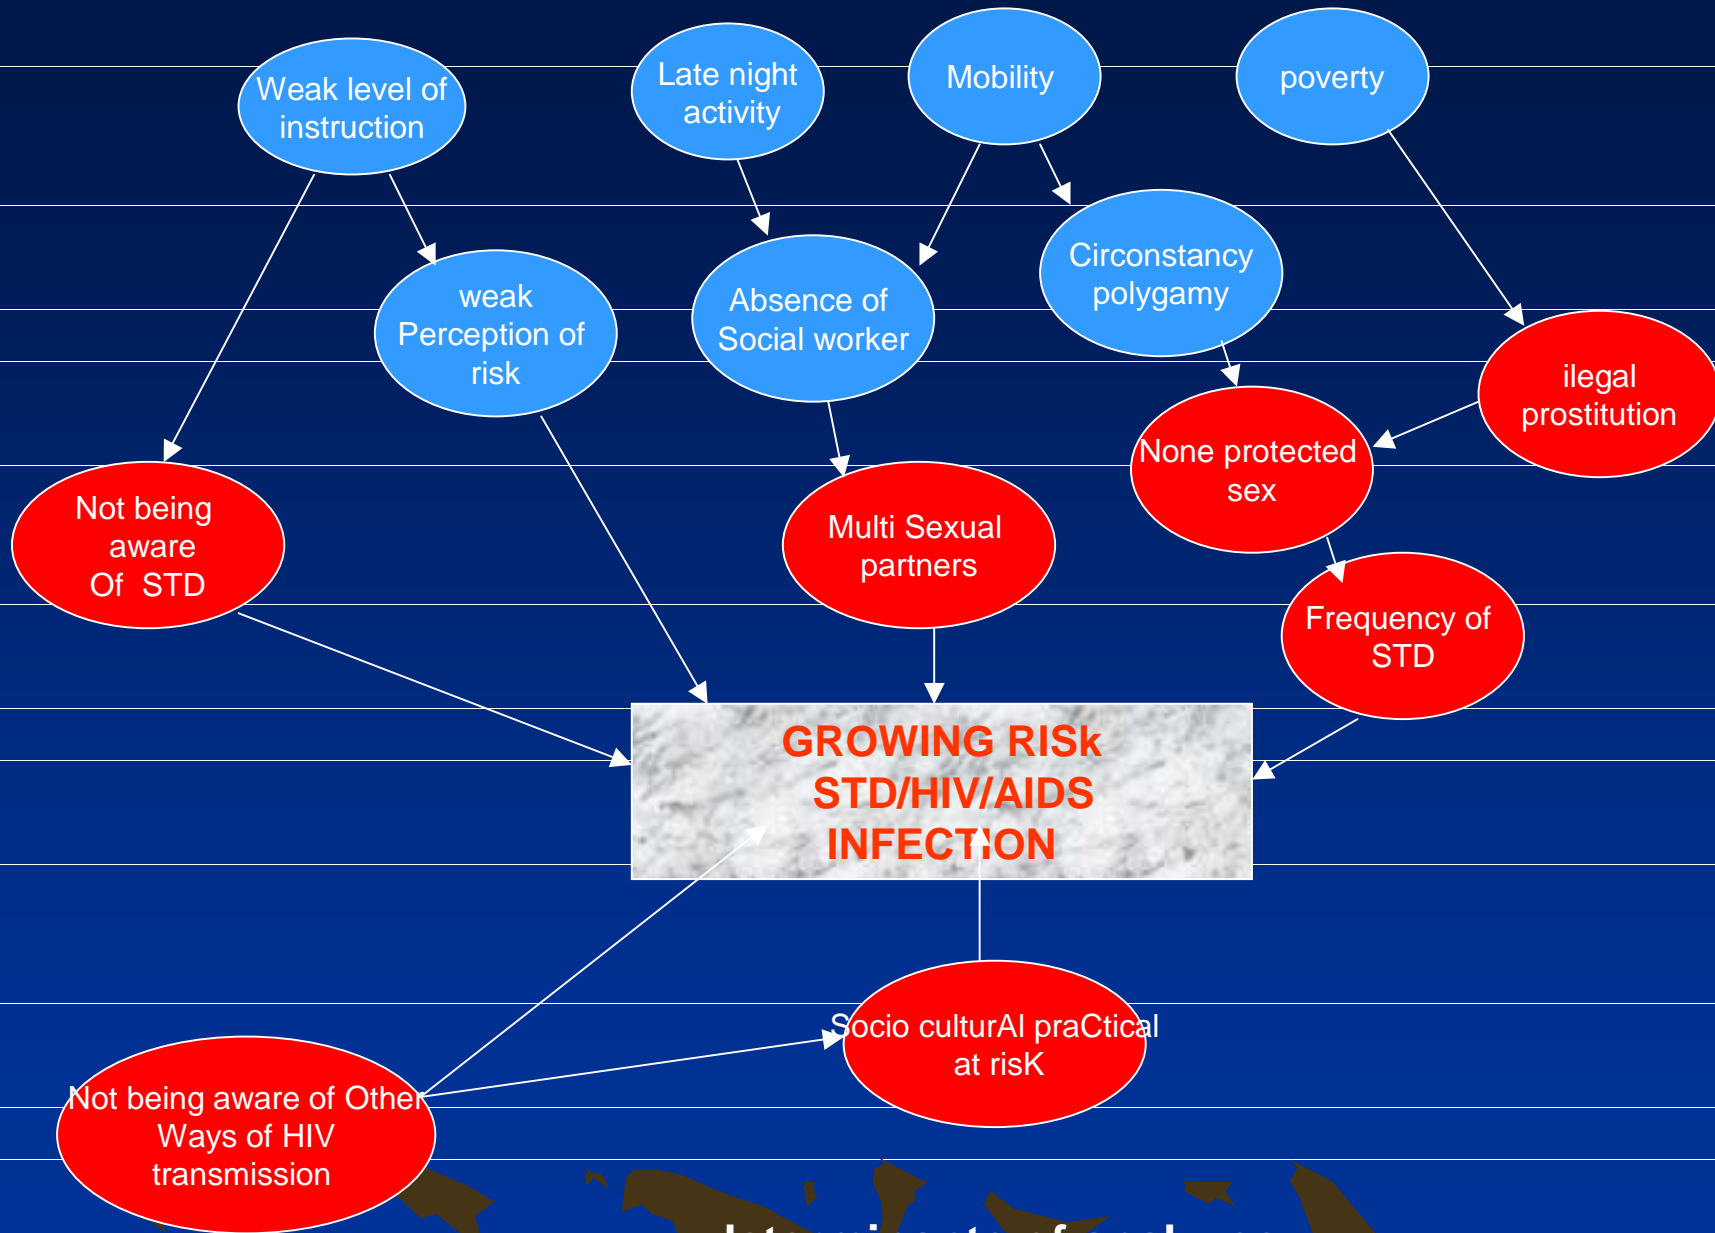 Weak level of
instruction
Late night
activity
Mobility
poverty
weak
Perception of
risk
Absence of
Social worker
Circonstancy
polygamy
ilegal
prostitution
None protected
sex
Not being
aware
Of STD
Multi Sexual
partners
Frequency of
STD
GROWING RISk
STD/HIV/AIDS
INFECTION
Socio culturAl praCtical
at risK
Not being aware of Other
Ways of HIV
transmission